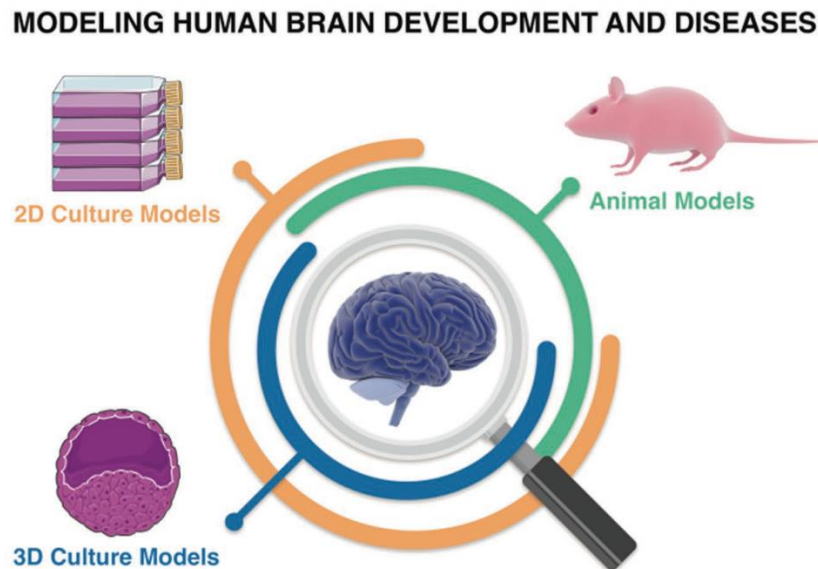 MODELING HUMAN BRAIN DEVELOPMENT AND DISEASES
2D Culture Models
Animal Models
3D Culture Models